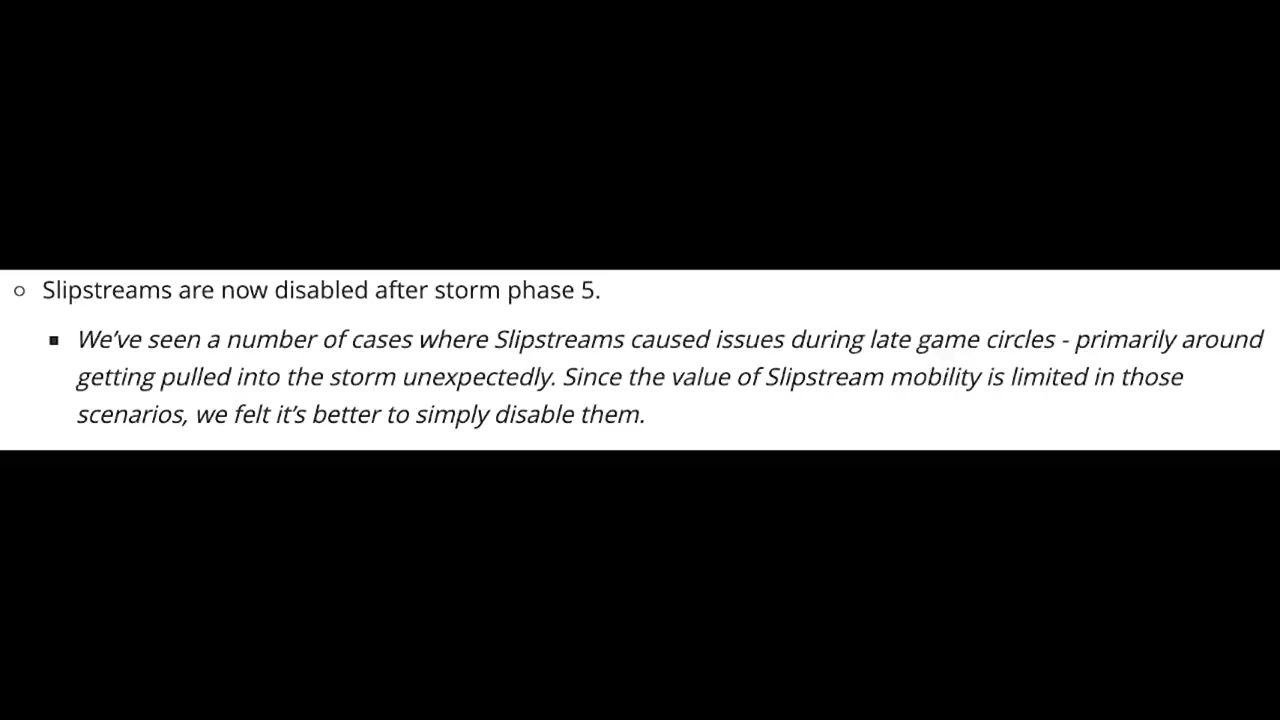 Slipstreams are now disabled after storm phase 5.
We’ve seen a number of cases where Slipstreams caused issues during late game circles - primarily around
getting pulled into the storm unexpectedly. Since the value of Slipstream mobility is limited in those
scenarios, we felt it’s better to simply disable them.